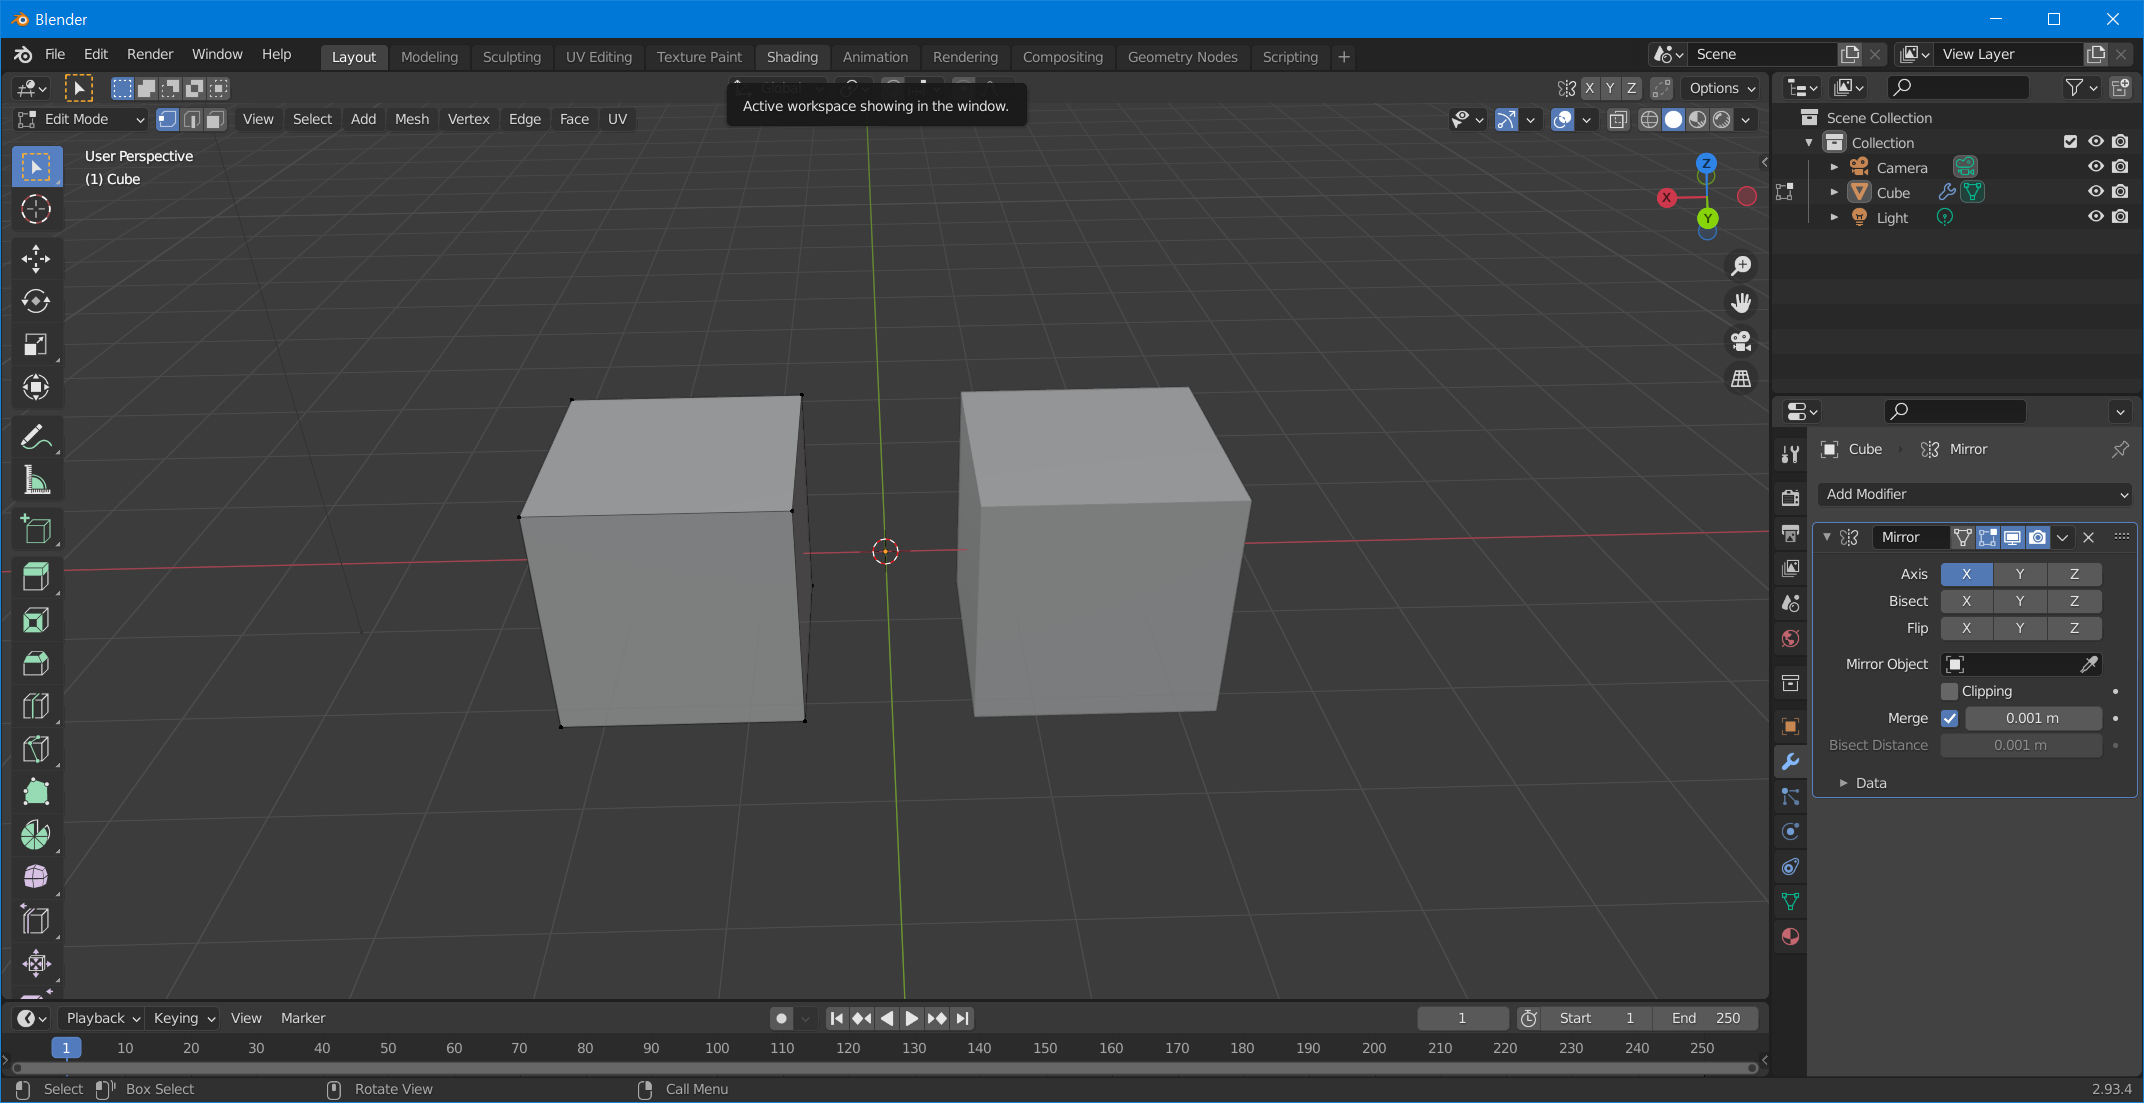 Blender
File Edit Render Window Help Layout Modeling Sculpting UV Editing Texture Paint Shading Animation Rendering Compositing Geometry Nodes Scripting + Scene View Layer
Global X Y Z Options
Active workspace showing in the window.
Edit Mode View Select Add Mesh Vertex Edge Face UV
User Perspective
(1) Cube
Z
X
Y
Scene Collection
Collection
Camera
Cube
Light
Cube Mirror
Add Modifier
Mirror
Axis X Y Z
Bisect X Y Z
Flip X Y Z
Mirror Object
Clipping
Merge 0.001 m
Bisect Distance 0.001 m
Data
Playback Keying View Marker 1 Start 1 End 250
1 10 20 30 40 50 60 70 80 90 100 110 120 130 140 150 160 170 180 190 200 210 220 230 240 250
Select Box Select Rotate View Call Menu 2.93.4